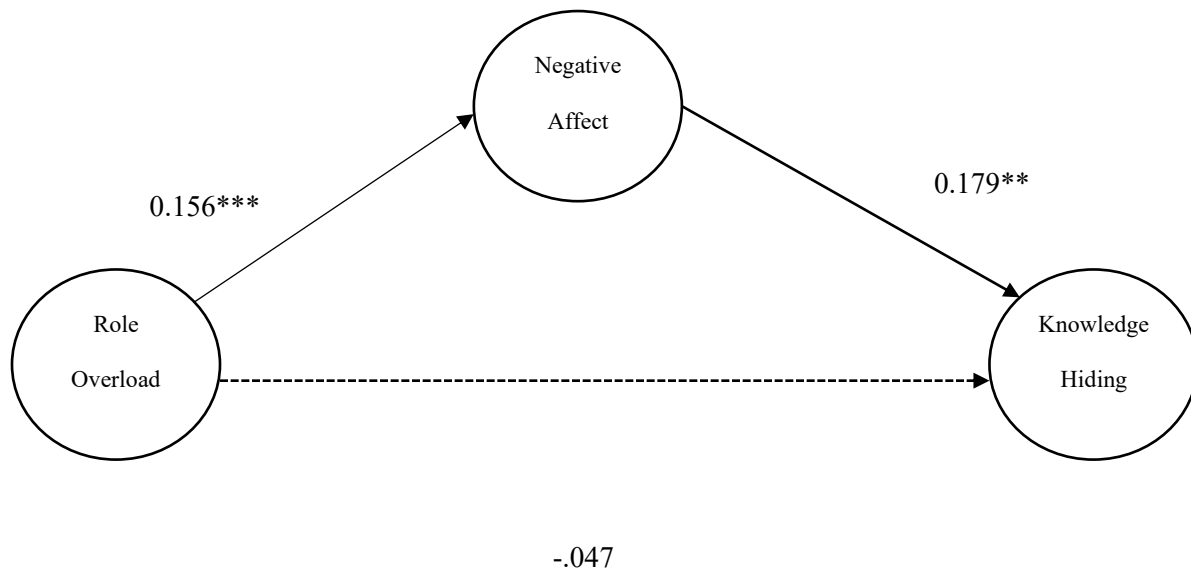 Negative
Affect
0.156***
0.179**
Role
Overload
Knowledge
Hiding
-.047